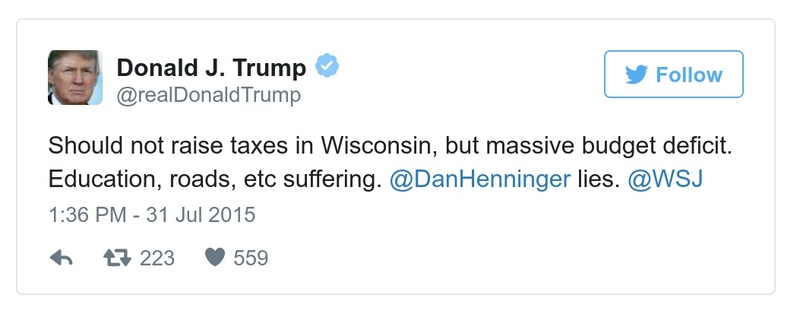 Donald J. Trump
@realDonaldTrump
Follow
Should not raise taxes in Wisconsin, but massive budget deficit.
Education, roads, etc suffering. @DanHenninger lies. @WSJ
1:36 PM - 31 Jul 2015
223 559